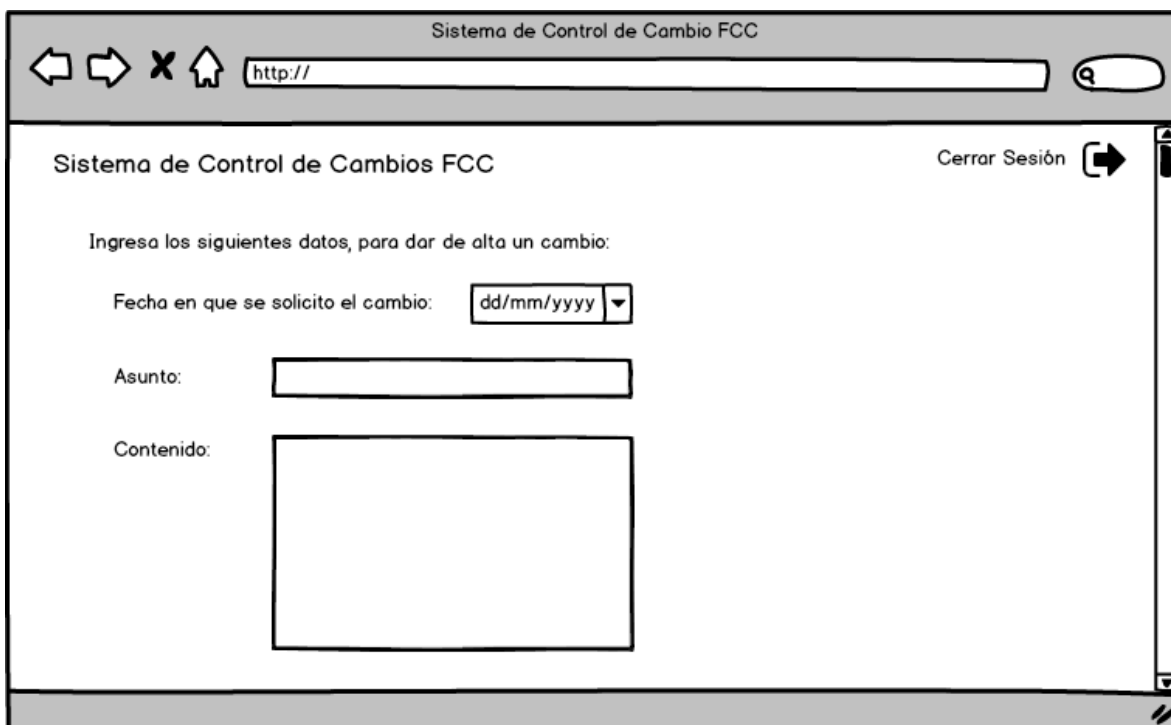 Sistema de Control de Cambio FCC
http://
Sistema de Control de Cambios FCC
Cerrar Sesión
Ingresa los siguientes datos, para dar de alta un cambio:
Fecha en que se solicito el cambio: dd/mm/yyyy
Asunto:
Contenido: